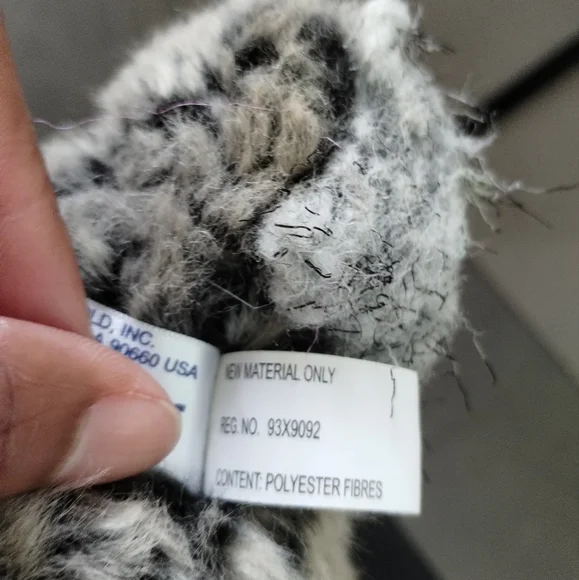 LD, INC.
A 90660 USA
NEW MATERIAL ONLY
REG. NO. 93X9092
CONTENT: POLYESTER FIBRES